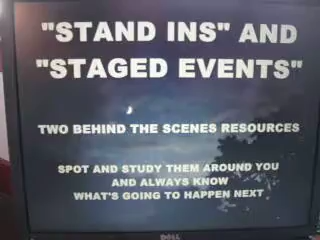 "STAND INS" AND
"STAGED EVENTS"
TWO BEHIND THE SCENES RESOURCES
SPOT AND STUDY THEM AROUND YOU
AND ALWAYS KNOW
WHAT'S GOING TO HAPPEN NEXT
DELL